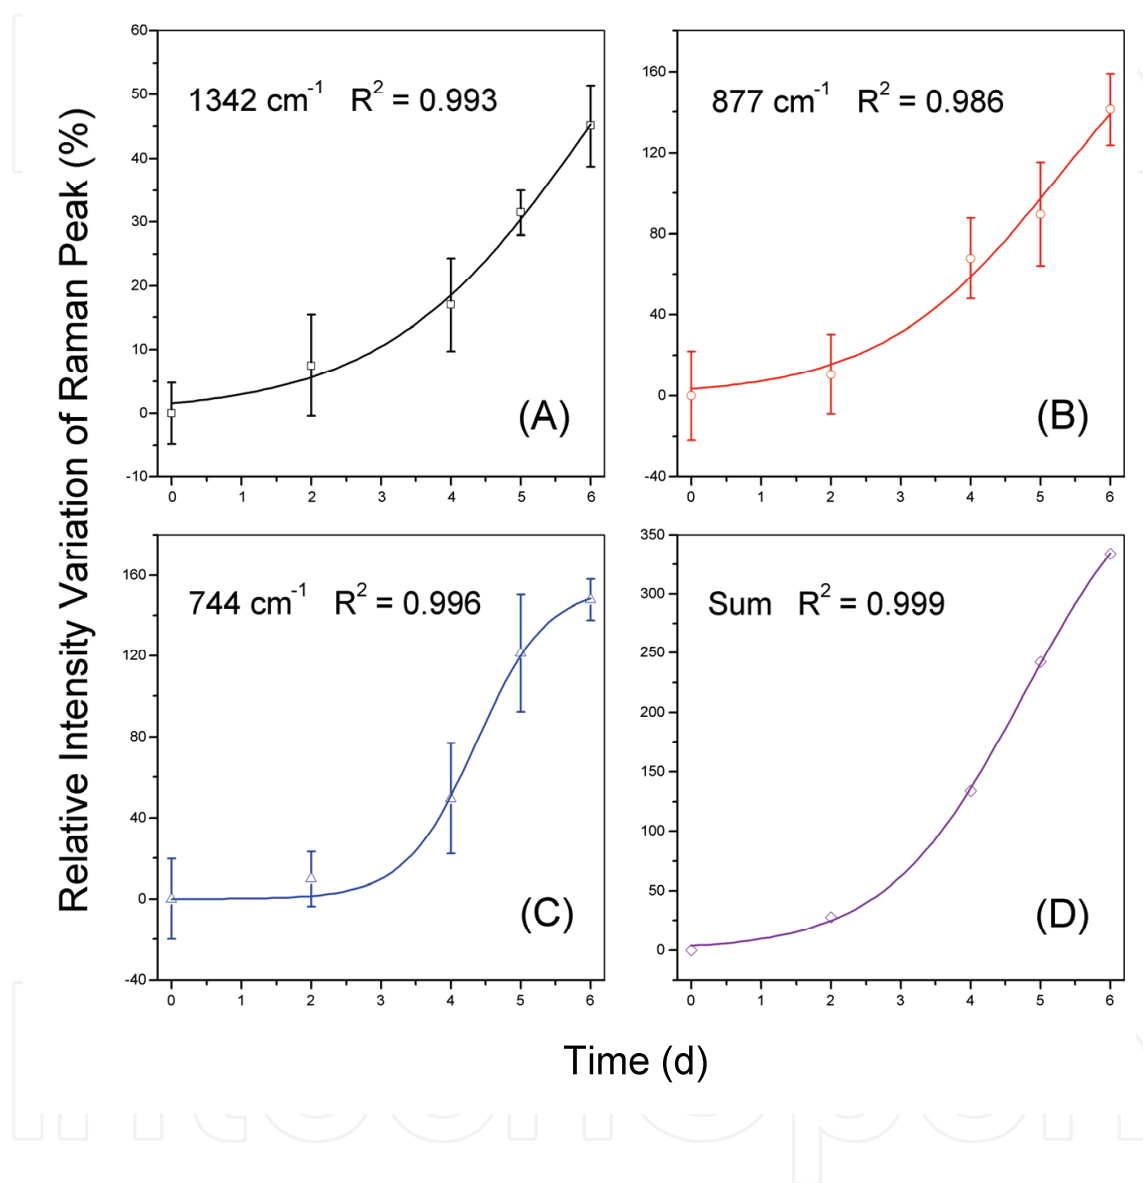 Relative Intensity Variation of Raman Peak (%)
60
50
40
30
20
10
0
-10
1342 cm⁻¹ R² = 0.993
(A)
0 1 2 3 4 5 6
160
120
80
40
0
-40
877 cm⁻¹ R² = 0.986
(B)
0 1 2 3 4 5 6
160
120
80
40
0
-40
744 cm⁻¹ R² = 0.996
(C)
0 1 2 3 4 5 6
350
300
250
200
150
100
50
0
Sum R² = 0.999
(D)
0 1 2 3 4 5 6
Time (d)